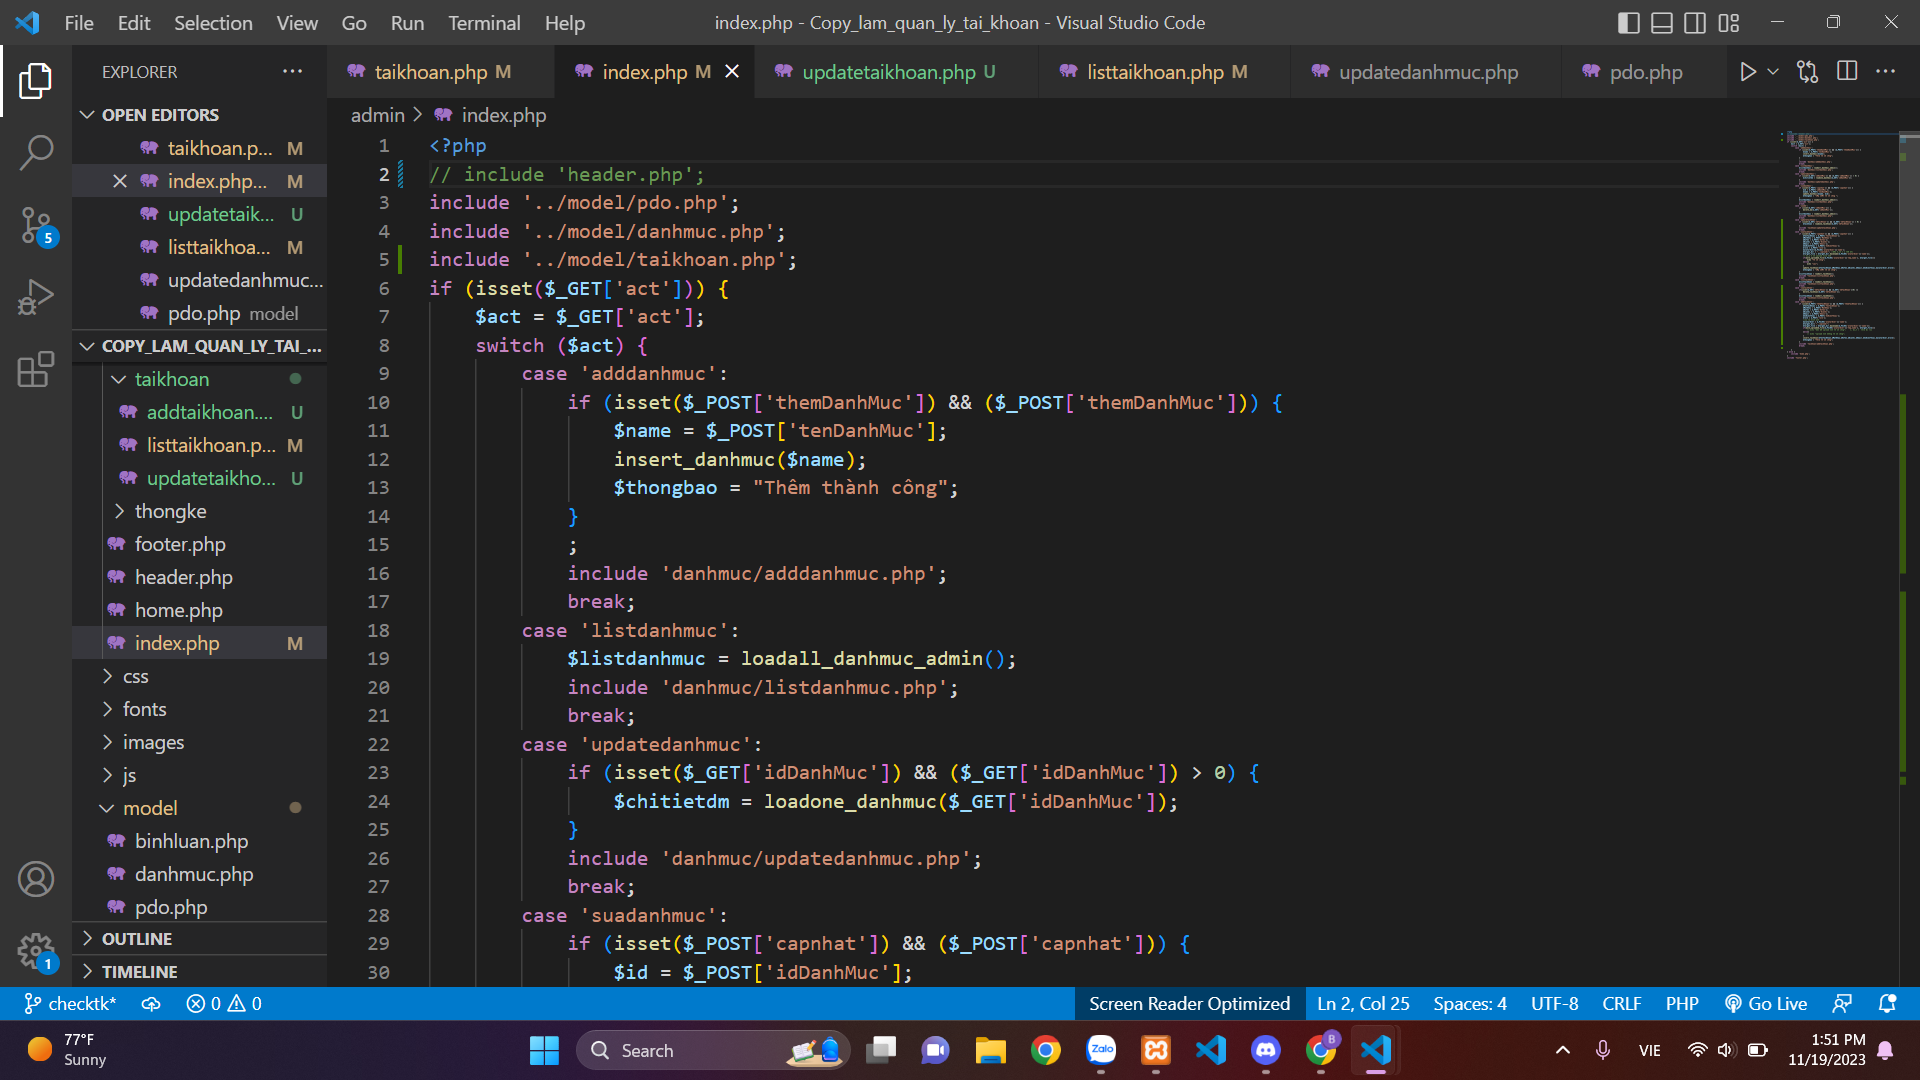 File Edit Selection View Go Run Terminal Help
index.php - Copy_lam_quan_ly_tai_khoan - Visual Studio Code
EXPLORER
taikhoan.php M
index.php M
updatetaikhoan.php U
listtaikhoan.php M
updatedanhmuc.php
pdo.php
OPEN EDITORS
taikhoan.p... M
index.php... M
updatetaik... U
listtaikhoa... M
updatedanhmuc...
pdo.php model
COPY_LAM_QUAN_LY_TAI_...
taikhoan
addtaikhoan.... U
listtaikhoan.p... M
updatetaikho... U
thongke
footer.php
header.php
home.php
index.php M
css
fonts
images
js
model
binhluan.php
danhmuc.php
pdo.php
OUTLINE
TIMELINE
5
1
admin > index.php
1 <?php
2 // include 'header.php';
3 include '../model/pdo.php';
4 include '../model/danhmuc.php';
5 include '../model/taikhoan.php';
6 if (isset($_GET['act'])) {
7 $act = $_GET['act'];
8 switch ($act) {
9 case 'adddanhmuc':
10 if (isset($_POST['themDanhMuc']) && ($_POST['themDanhMuc'])) {
11 $name = $_POST['tenDanhMuc'];
12 insert_danhmuc($name);
13 $thongbao = "Thêm thành công";
14 }
15 ;
16 include 'danhmuc/adddanhmuc.php';
17 break;
18 case 'listdanhmuc':
19 $listdanhmuc = loadall_danhmuc_admin();
20 include 'danhmuc/listdanhmuc.php';
21 break;
22 case 'updatedanhmuc':
23 if (isset($_GET['idDanhMuc']) && ($_GET['idDanhMuc']) > 0) {
24 $chitietdm = loadone_danhmuc($_GET['idDanhMuc']);
25 }
26 include 'danhmuc/updatedanhmuc.php';
27 break;
28 case 'suadanhmuc':
29 if (isset($_POST['capnhat']) && ($_POST['capnhat'])) {
30 $id = $_POST['idDanhMuc'];
checktk* 0 0
Screen Reader Optimized Ln 2, Col 25 Spaces: 4 UTF-8 CRLF PHP Go Live
77°F
Sunny
Search
Zalo
B
VIE
1:51 PM
11/19/2023